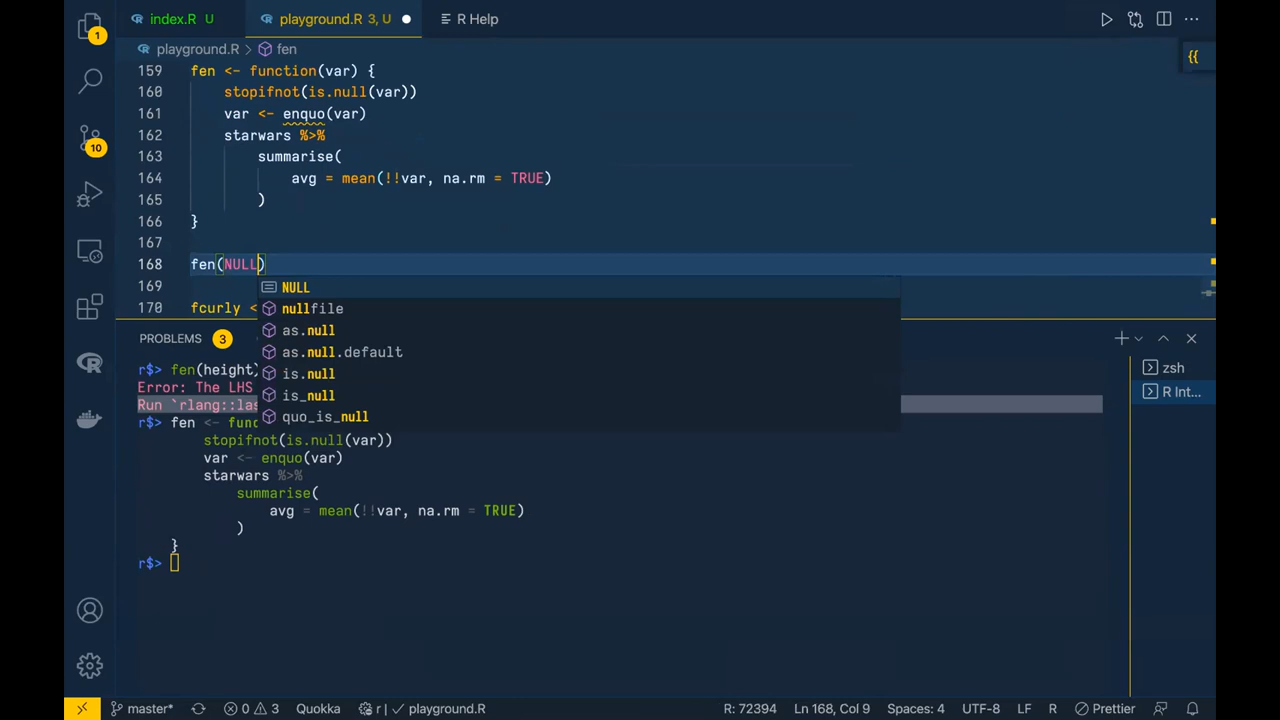 index.R U
playground.R 3, U
R Help
playground.R > fen
1
{{
159 fen <- function(var) {
160 stopifnot(is.null(var))
161 var <- enquo(var)
162 starwars %>%
163 summarise(
164 avg = mean(!!var, na.rm = TRUE)
165 )
166 }
167
168 fen(NULL)
169
170 fcurly <
10
NULL
nullfile
as.null
as.null.default
is.null
is_null
quo_is_null
PROBLEMS 3
r$> fen(height)
Error: The LHS
Run `rlang::las
r$> fen <- func
stopifnot(is.null(var))
var <- enquo(var)
starwars %>%
summarise(
avg = mean(!!var, na.rm = TRUE)
)
}
r$>
zsh
R Int...
master*
0 3
Quokka
r | ✓ playground.R
R: 72394
Ln 168, Col 9
Spaces: 4
UTF-8
LF
R
Prettier